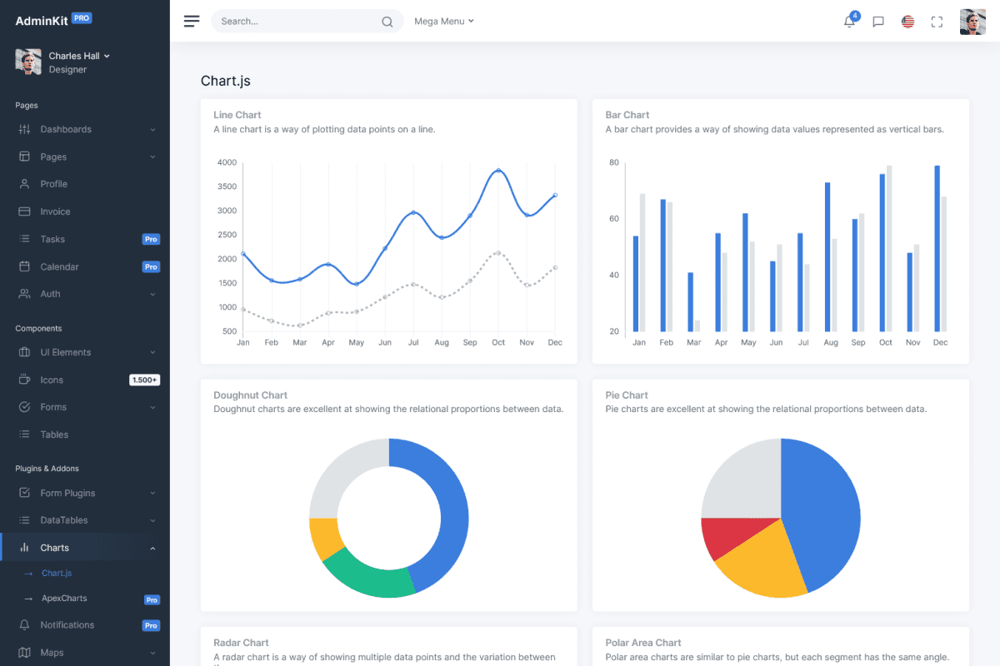 AdminKit PRO
Charles Hall
Designer
Pages
Dashboards
Pages
Profile
Invoice
Tasks Pro
Calendar Pro
Auth
Components
UI Elements
Icons 1.500+
Forms
Tables
Plugins & Addons
Form Plugins
DataTables
Charts
Chart.js
ApexCharts Pro
Notifications Pro
Maps
Search... Mega Menu 4
Chart.js
Line Chart
A line chart is a way of plotting data points on a line.
4000
3500
3000
2500
2000
1500
1000
500
Jan Feb Mar Apr May Jun Jul Aug Sep Oct Nov Dec
Bar Chart
A bar chart provides a way of showing data values represented as vertical bars.
80
60
40
20
Jan Feb Mar Apr May Jun Jul Aug Sep Oct Nov Dec
Doughnut Chart
Doughnut charts are excellent at showing the relational proportions between data.
Pie Chart
Pie charts are excellent at showing the relational proportions between data.
Radar Chart
A radar chart is a way of showing multiple data points and the variation between
Polar Area Chart
Polar area charts are similar to pie charts, but each segment has the same angle.